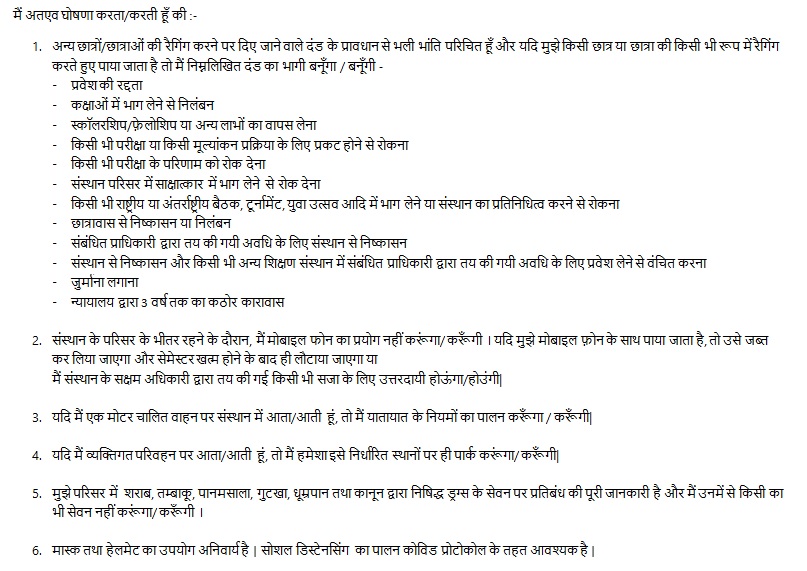 मैं अतएव घोषणा करता/करती हूँ की :-
1. अन्य छात्रों/छात्राओं की रैगिंग करने पर दिए जाने वाले दंड के प्रावधान से भली भांति परिचित हूँ और यदि मुझे किसी छात्र या छात्रा की किसी भी रूप में रैगिंग
करते हुए पाया जाता है तो मैं निम्नलिखित दंड का भागी बनूँगा / बनूँगी -
- प्रवेश की रद्दता
- कक्षाओं में भाग लेने से निलंबन
- स्कॉलरशिप/फ़ेलोशिप या अन्य लाभों का वापस लेना
- किसी भी परीक्षा या किसी मूल्यांकन प्रक्रिया के लिए प्रकट होने से रोकना
- किसी भी परीक्षा के परिणाम को रोक देना
- संस्थान परिसर में साक्षात्कार में भाग लेने से रोक देना
- किसी भी राष्ट्रीय या अंतर्राष्ट्रीय बैठक, टूर्नामेंट, युवा उत्सव आदि में भाग लेने या संस्थान का प्रतिनिधित्व करने से रोकना
- छात्रावास से निष्कासन या निलंबन
- संबंधित प्राधिकारी द्वारा तय की गयी अवधि के लिए संस्थान से निष्कासन
- संस्थान से निष्कासन और किसी भी अन्य शिक्षण संस्थान में संबंधित प्राधिकारी द्वारा तय की गयी अवधि के लिए प्रवेश लेने से वंचित करना
- जुर्माना लगाना
- न्यायालय द्वारा 3 वर्ष तक का कठोर कारावास
2. संस्थान के परिसर के भीतर रहने के दौरान, मैं मोबाइल फोन का प्रयोग नहीं करूंगा/ करूँगी । यदि मुझे मोबाइल फ़ोन के साथ पाया जाता है, तो उसे जब्त
कर लिया जाएगा और सेमेस्टर खत्म होने के बाद ही लौटाया जाएगा या
मैं संस्थान के सक्षम अधिकारी द्वारा तय की गई किसी भी सजा के लिए उत्तरदायी होऊंगा/होउंगी|
3. यदि मैं एक मोटर चालित वाहन पर संस्थान में आता/आती हूं, तो मैं यातायात के नियमों का पालन करूँगा / करूँगी|
4. यदि मैं व्यक्तिगत परिवहन पर आता/आती हूं, तो मैं हमेशा इसे निर्धारित स्थानों पर ही पार्क करूंगा/ करूँगी|
5. मुझे परिसर में शराब, तम्बाकू, पानमसाला, गुटखा, धूम्रपान तथा कानून द्वारा निषिद्ध ड्रग्स के सेवन पर प्रतिबंध की पूरी जानकारी है और मैं उनमें से किसी का
भी सेवन नहीं करूंगा/ करूँगी ।
6. मास्क तथा हेलमेट का उपयोग अनिवार्य है | सोशल डिस्टेनसिंग का पालन कोविड प्रोटोकोल के तहत आवश्यक है |